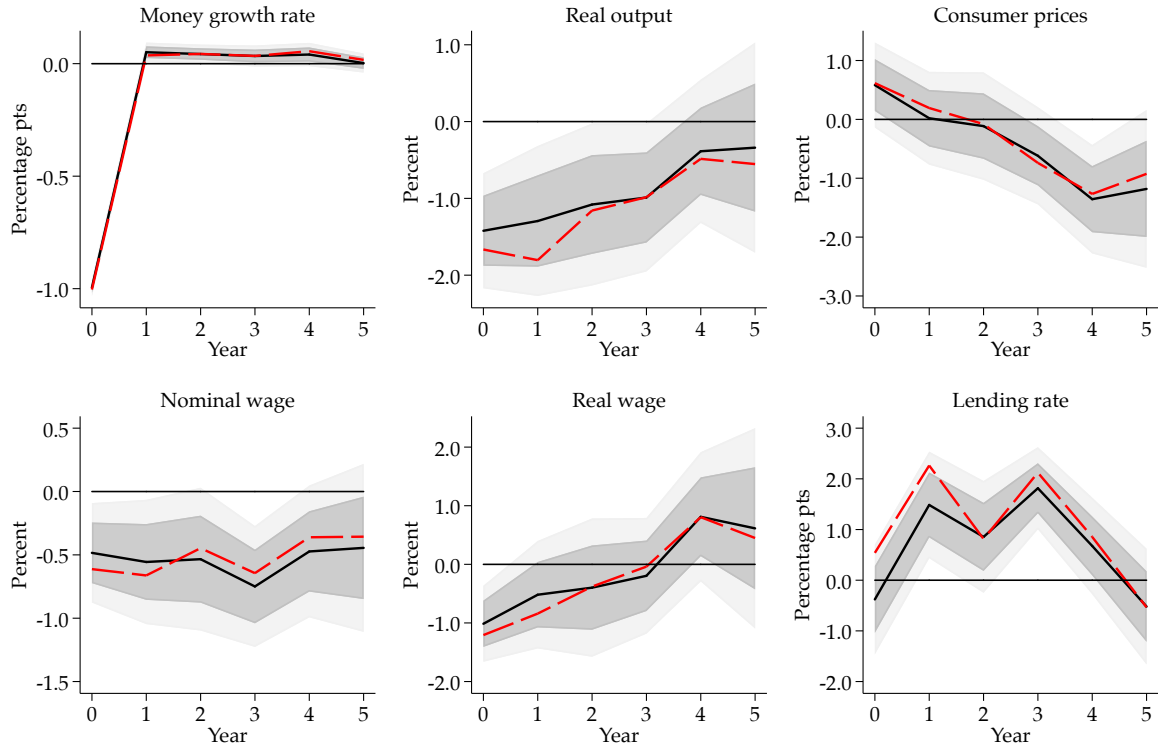 Money growth rate
Percentage pts
0.0
-0.5
-1.0
0 1 2 3 4 5
Year
Real output
Percent
1.0
0.0
-1.0
-2.0
0 1 2 3 4 5
Year
Consumer prices
Percent
1.0
0.0
-1.0
-2.0
-3.0
0 1 2 3 4 5
Year
Nominal wage
Percent
0.5
0.0
-0.5
-1.0
-1.5
0 1 2 3 4 5
Year
Real wage
Percent
2.0
1.0
0.0
-1.0
-2.0
0 1 2 3 4 5
Year
Lending rate
Percentage pts
3.0
2.0
1.0
0.0
-1.0
-2.0
0 1 2 3 4 5
Year